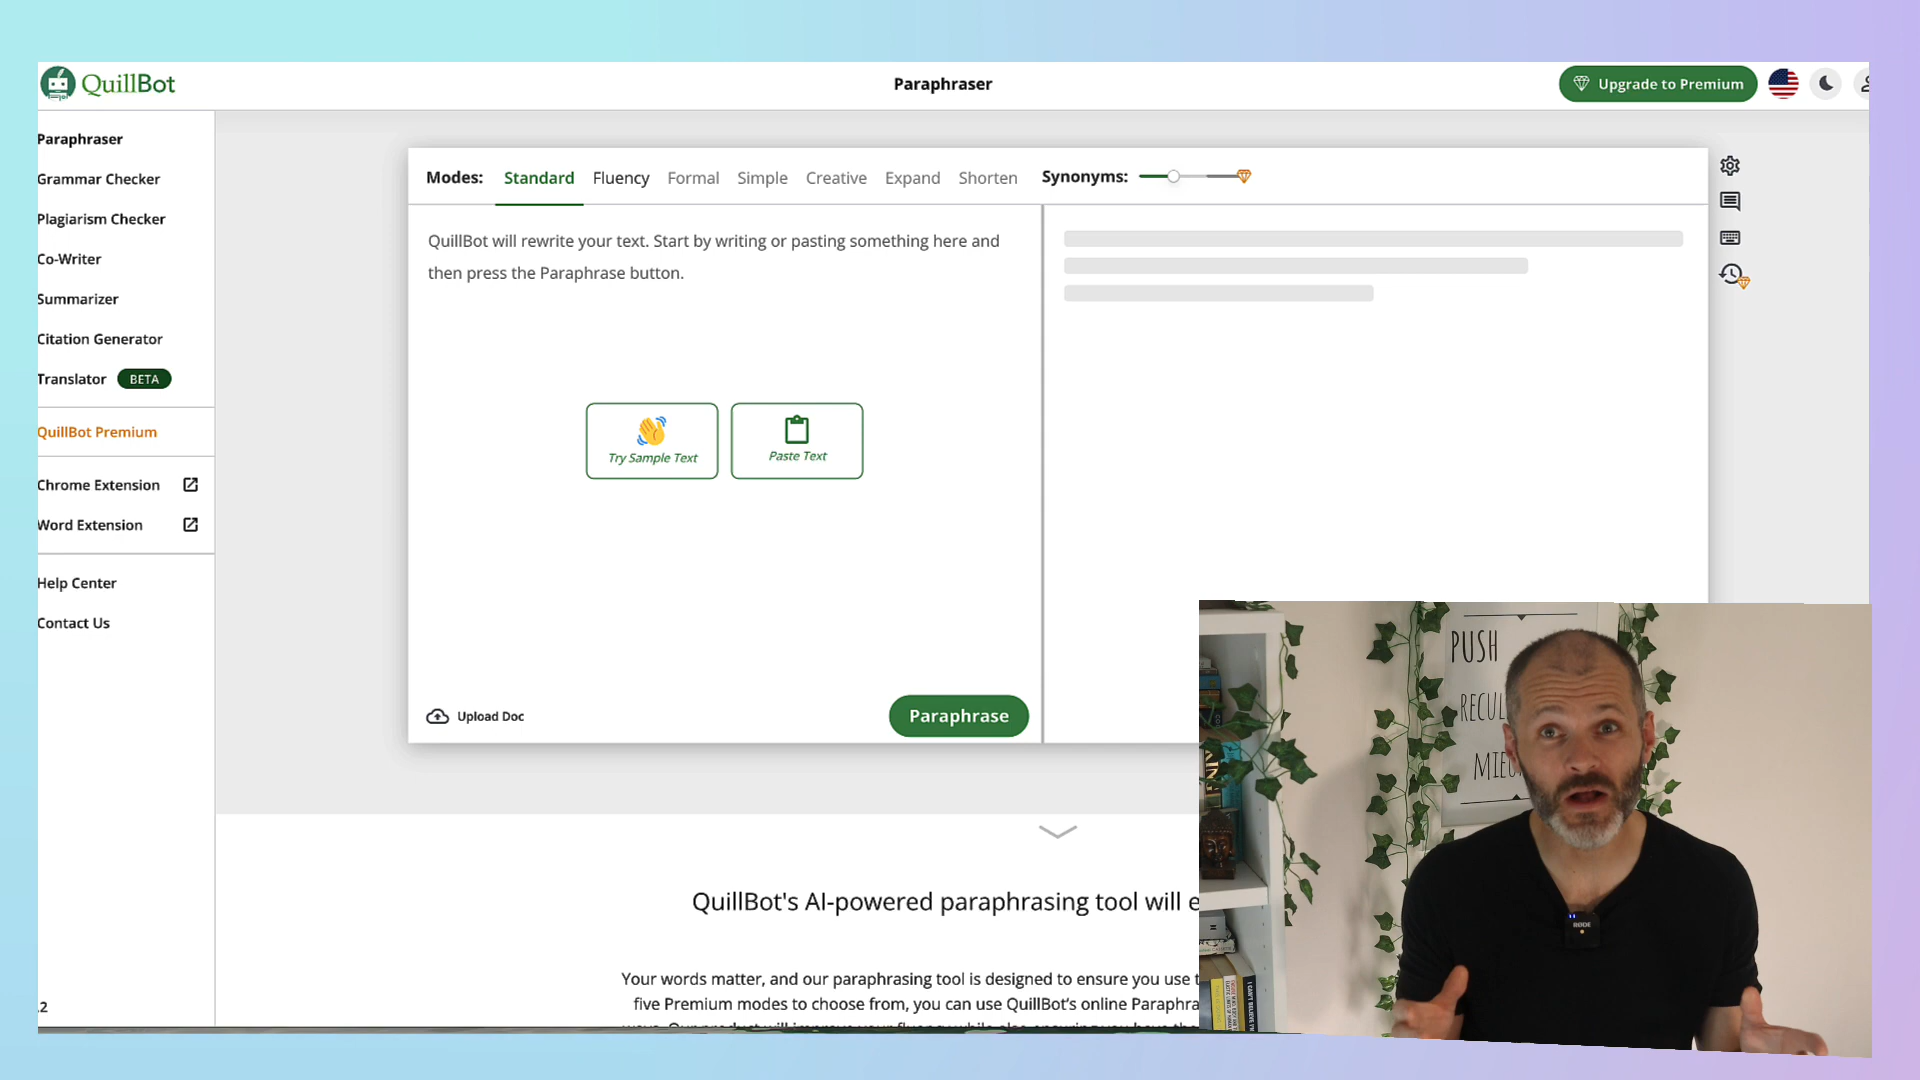 QuillBot
Paraphraser
Upgrade to Premium
Paraphraser
Grammar Checker
Plagiarism Checker
Co-Writer
Summarizer
Citation Generator
Translator BETA
QuillBot Premium
Chrome Extension
Word Extension
Help Center
Contact Us
.2
Modes: Standard Fluency Formal Simple Creative Expand Shorten Synonyms:
QuillBot will rewrite your text. Start by writing or pasting something here and
then press the Paraphrase button.
Try Sample Text
Paste Text
Upload Doc
Paraphrase
QuillBot's AI-powered paraphrasing tool will e
Your words matter, and our paraphrasing tool is designed to ensure you use t
five Premium modes to choose from, you can use QuillBot's online Paraphra
PUSH
RECUL
MIEU
RODE